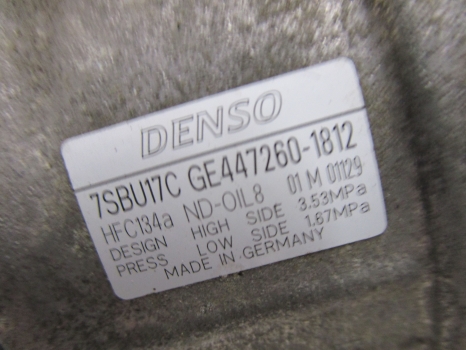 DENSO
7SBU17C GE447260-1812
HFC134a ND-OIL8 01 M 01129
DESIGN HIGH SIDE 3.53MPa
PRESS LOW SIDE 1.67MPa
MADE IN GERMANY